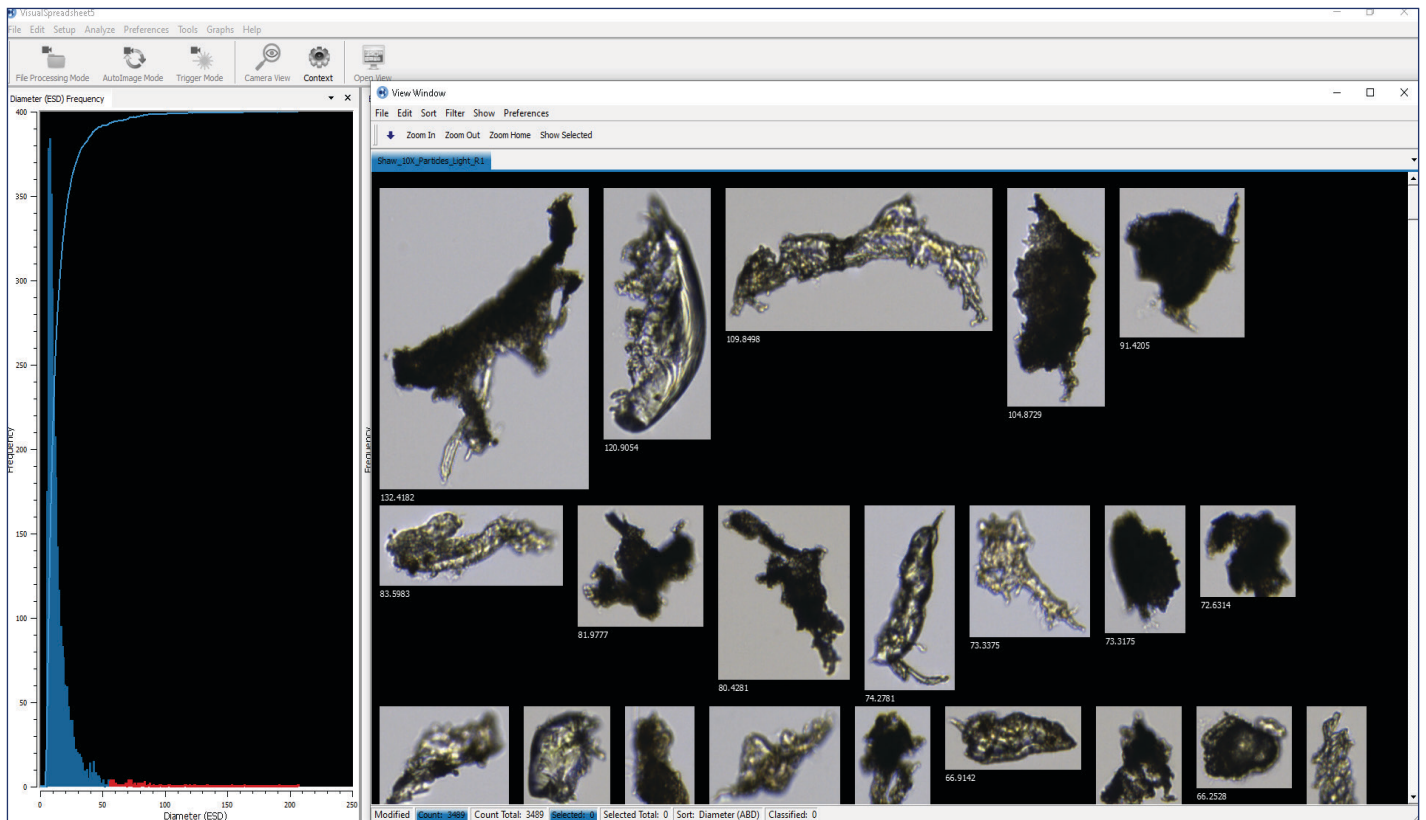 VisualSpreadsheet5
File Edit Setup Analyze Preferences Tools Graphs Help
File Processing Mode AutoImage Mode Trigger Mode Camera View Context Open View
Diameter (ESD) Frequency
400
350
300
250
200
150
100
50
0
Frequency
0 50 100 150 200 250
Diameter (ESD)
Frequency
View Window
File Edit Sort Filter Show Preferences
Zoom In Zoom Out Zoom Home Show Selected
Shaw_10X_Particles_Light_R1
132.4182
120.9054
109.8498
104.8729
91.4205
83.5983
81.9777
80.4281
74.2781
73.3375
73.3175
72.6314
66.9142
66.2528
Modified Count: 3489 Count Total: 3489 Selected: 0 Selected Total: 0 Sort: Diameter (ABD) Classified: 0